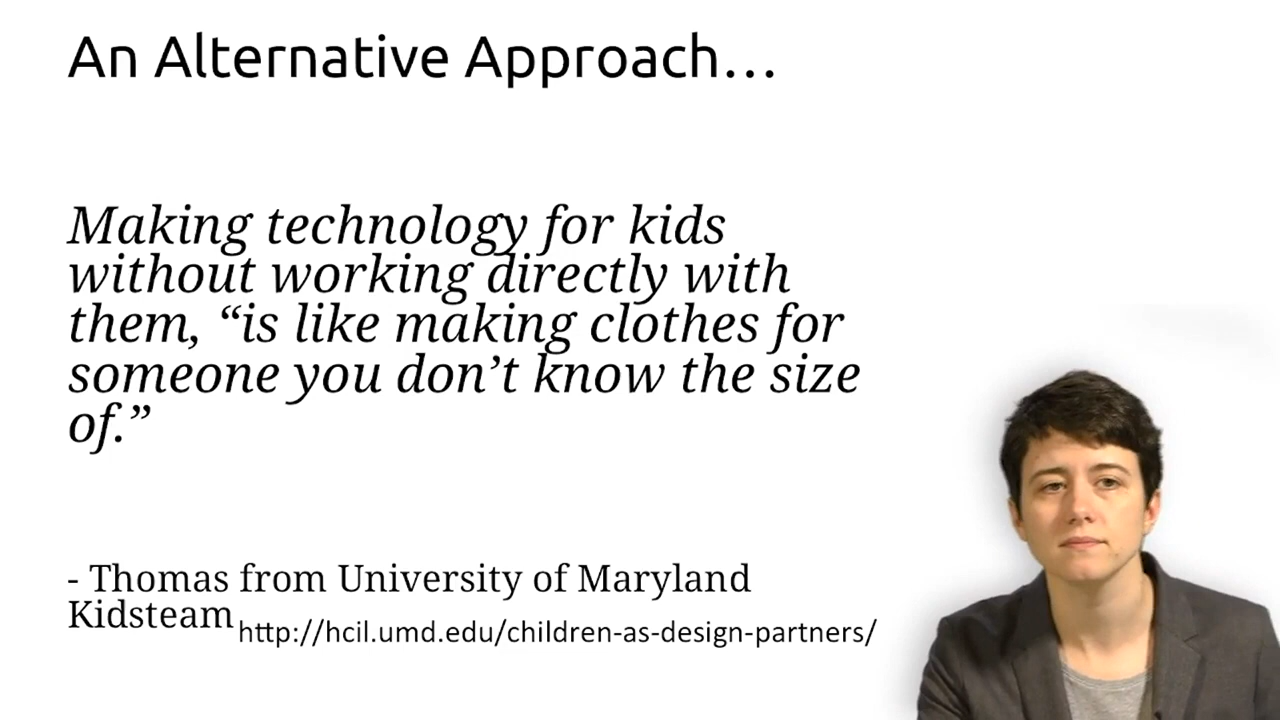 An Alternative Approach…
Making technology for kids
without working directly with
them, “is like making clothes for
someone you don’t know the size
of.”
- Thomas from University of Maryland
Kidsteam
http://hcil.umd.edu/children-as-design-partners/